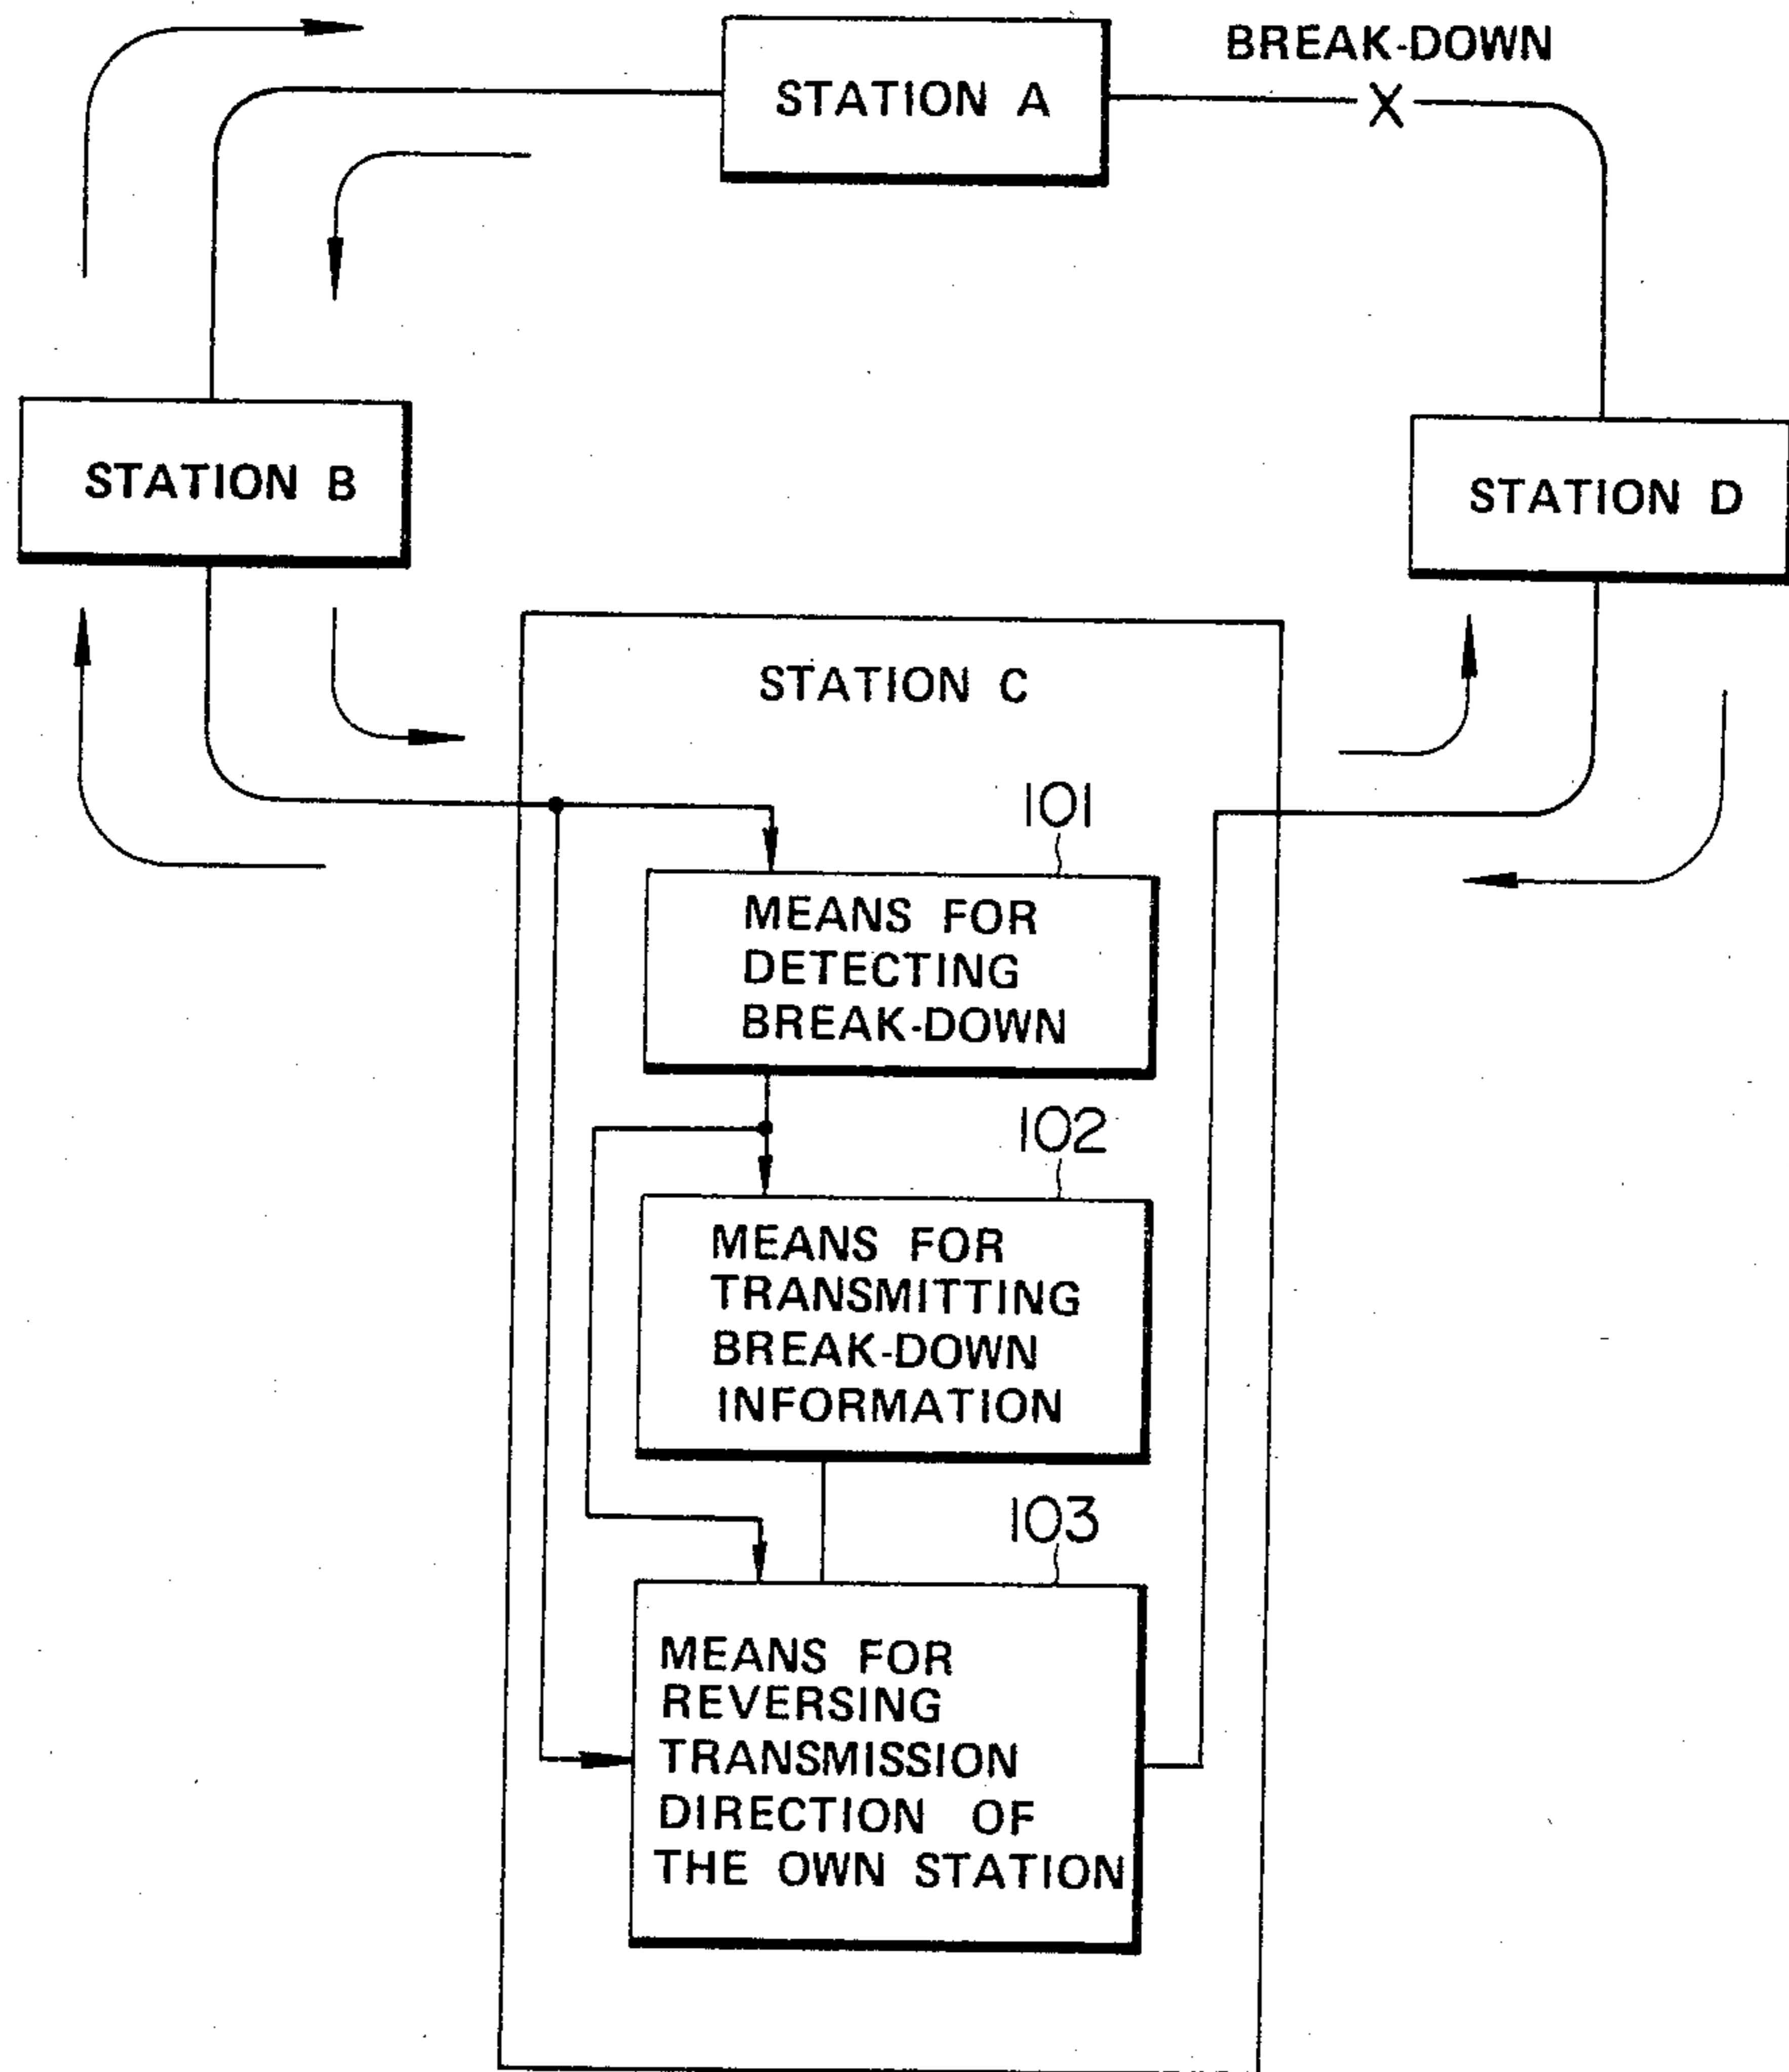 BREAK-DOWN
STATION A
X
STATION B
STATION D
STATION C
101
MEANS FOR
DETECTING
BREAK-DOWN
102
MEANS FOR
TRANSMITTING
BREAK-DOWN
INFORMATION
103
MEANS FOR
REVERSING
TRANSMISSION
DIRECTION OF
THE OWN STATION